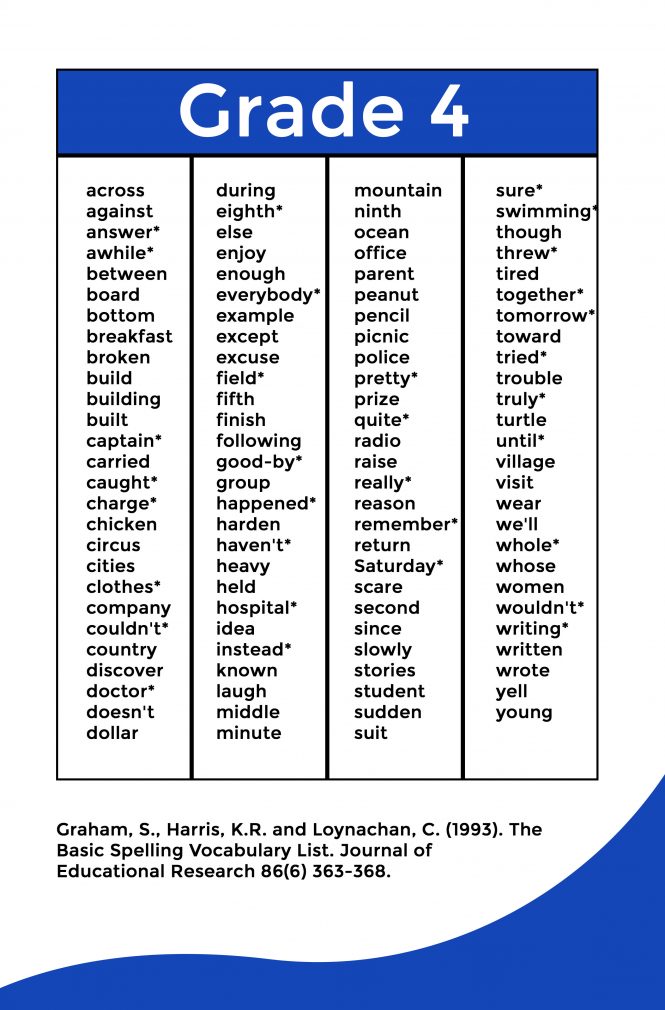 Grade 4
across
against
answer*
awhile*
between
board
bottom
breakfast
broken
build
building
built
captain*
carried
caught*
charge*
chicken
circus
cities
clothes*
company
couldn't*
country
discover
doctor*
doesn't
dollar
during
eighth*
else
enjoy
enough
everybody*
example
except
excuse
field*
fifth
finish
following
good-by*
group
happened*
harden
haven't*
heavy
held
hospital*
idea
instead*
known
laugh
middle
minute
mountain
ninth
ocean
office
parent
peanut
pencil
picnic
police
pretty*
prize
quite*
radio
raise
really*
reason
remember*
return
Saturday*
scare
second
since
slowly
stories
student
sudden
suit
sure*
swimming*
though
threw*
tired
together*
tomorrow*
toward
tried*
trouble
truly*
turtle
until*
village
visit
wear
we'll
whole*
whose
women
wouldn't*
writing*
written
wrote
yell
young
Graham, S., Harris, K.R. and Loynachan, C. (1993). The
Basic Spelling Vocabulary List. Journal of
Educational Research 86(6) 363-368.